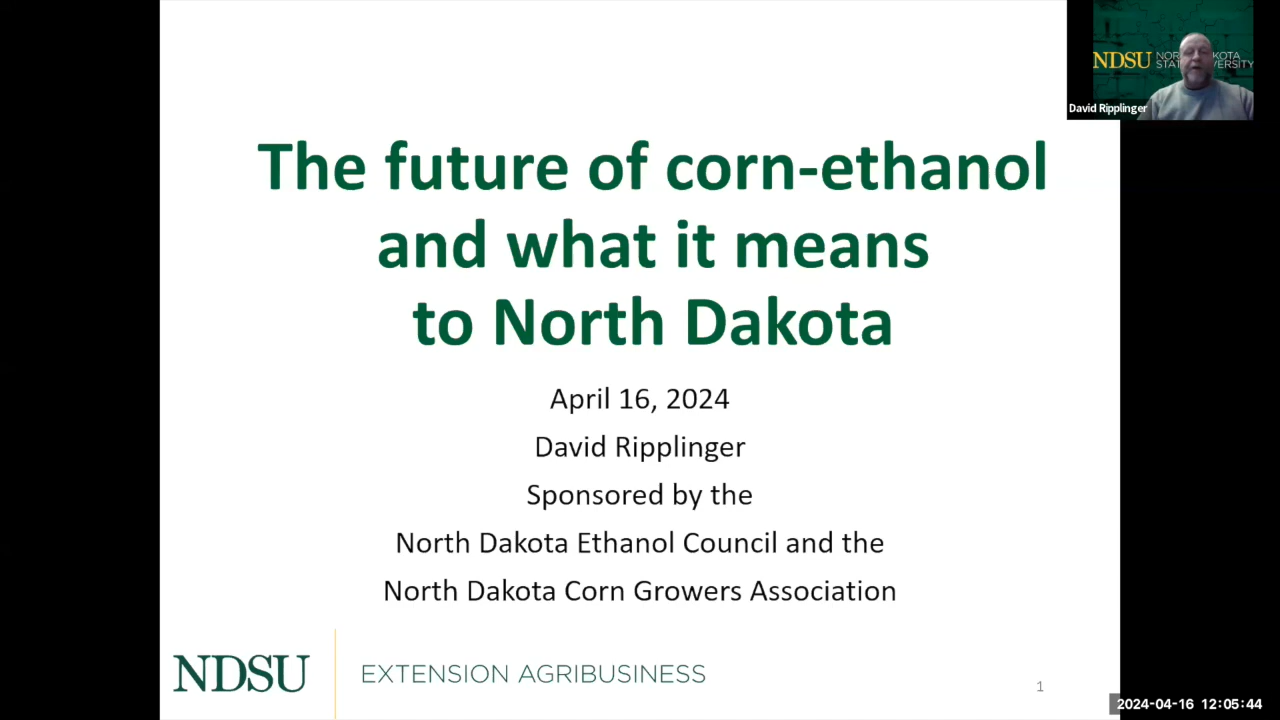 NDSU
David Ripplinger
The future of corn-ethanol
and what it means
to North Dakota
April 16, 2024
David Ripplinger
Sponsored by the
North Dakota Ethanol Council and the
North Dakota Corn Growers Association
NDSU EXTENSION AGRIBUSINESS
1
2024-04-16 12:05:44